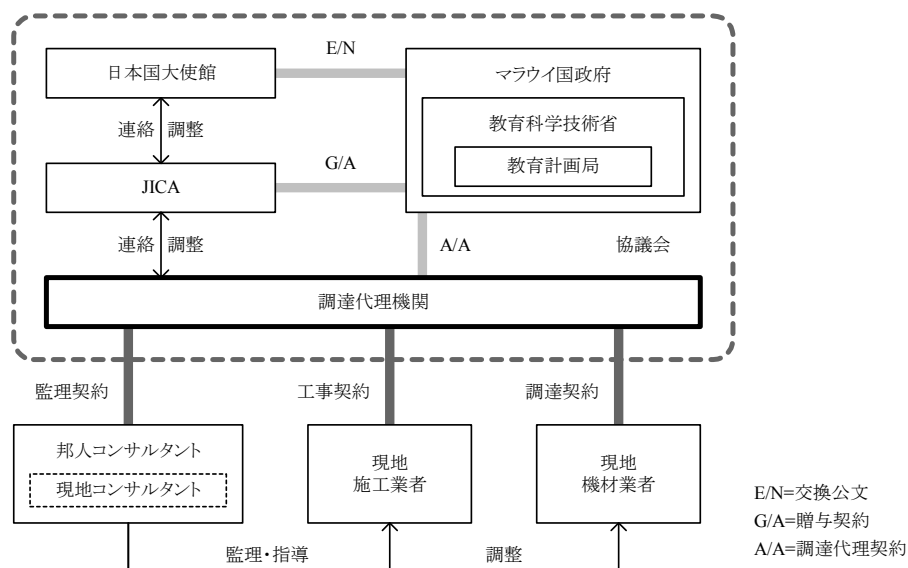 E/N
日本国大使館
マラウイ国政府
教育科学技術省
教育計画局
連絡 調整
G/A
JICA
連絡 調整
A/A
協議会
調達代理機関
監理契約
工事契約
調達契約
邦人コンサルタント
現地コンサルタント
現地
施工業者
現地
機材業者
E/N=交換公文
G/A=贈与契約
A/A=調達代理契約
監理・指導
調整